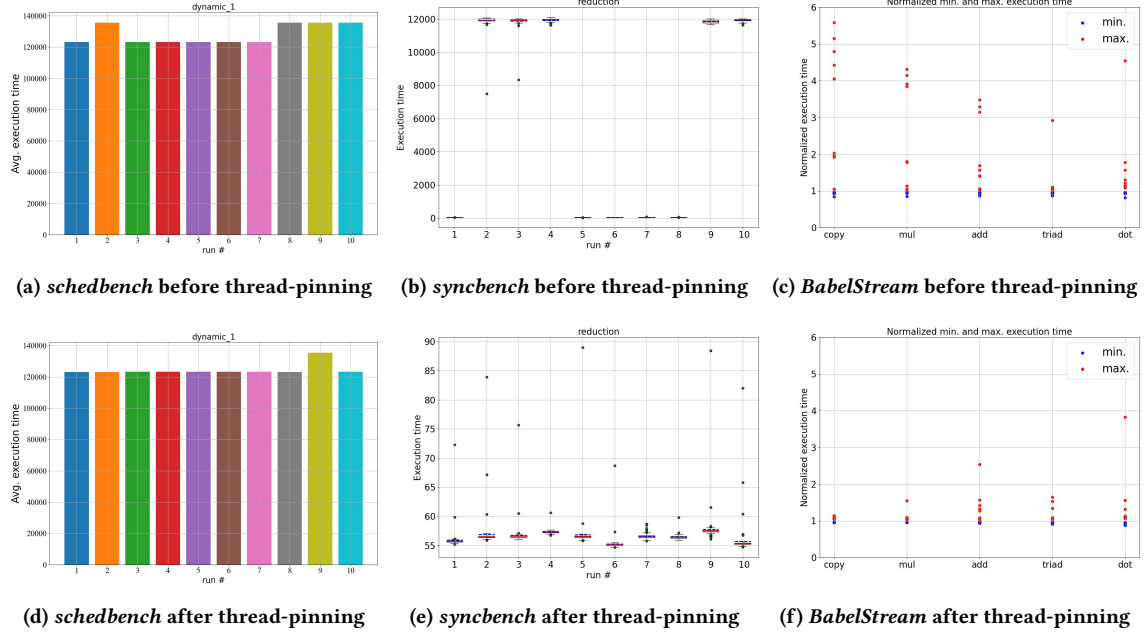 dynamic_1
Avg. execution time
140000
120000
100000
80000
60000
40000
20000
0
1 2 3 4 5 6 7 8 9 10
run #
(a) schedbench before thread-pinning
reduction
Execution time
12000
10000
8000
6000
4000
2000
0
1 2 3 4 5 6 7 8 9 10
run #
(b) syncbench before thread-pinning
Normalized min. and max. execution time
Normalized execution time
6
5
4
3
2
1
0
min.
max.
copy mul add triad dot
(c) BabelStream before thread-pinning
dynamic_1
Avg. execution time
140000
120000
100000
80000
60000
40000
20000
0
1 2 3 4 5 6 7 8 9 10
run #
(d) schedbench after thread-pinning
reduction
Execution time
90
85
80
75
70
65
60
55
1 2 3 4 5 6 7 8 9 10
run #
(e) syncbench after thread-pinning
Normalized min. and max. execution time
Normalized execution time
6
5
4
3
2
1
0
min.
max.
copy mul add triad dot
(f) BabelStream after thread-pinning